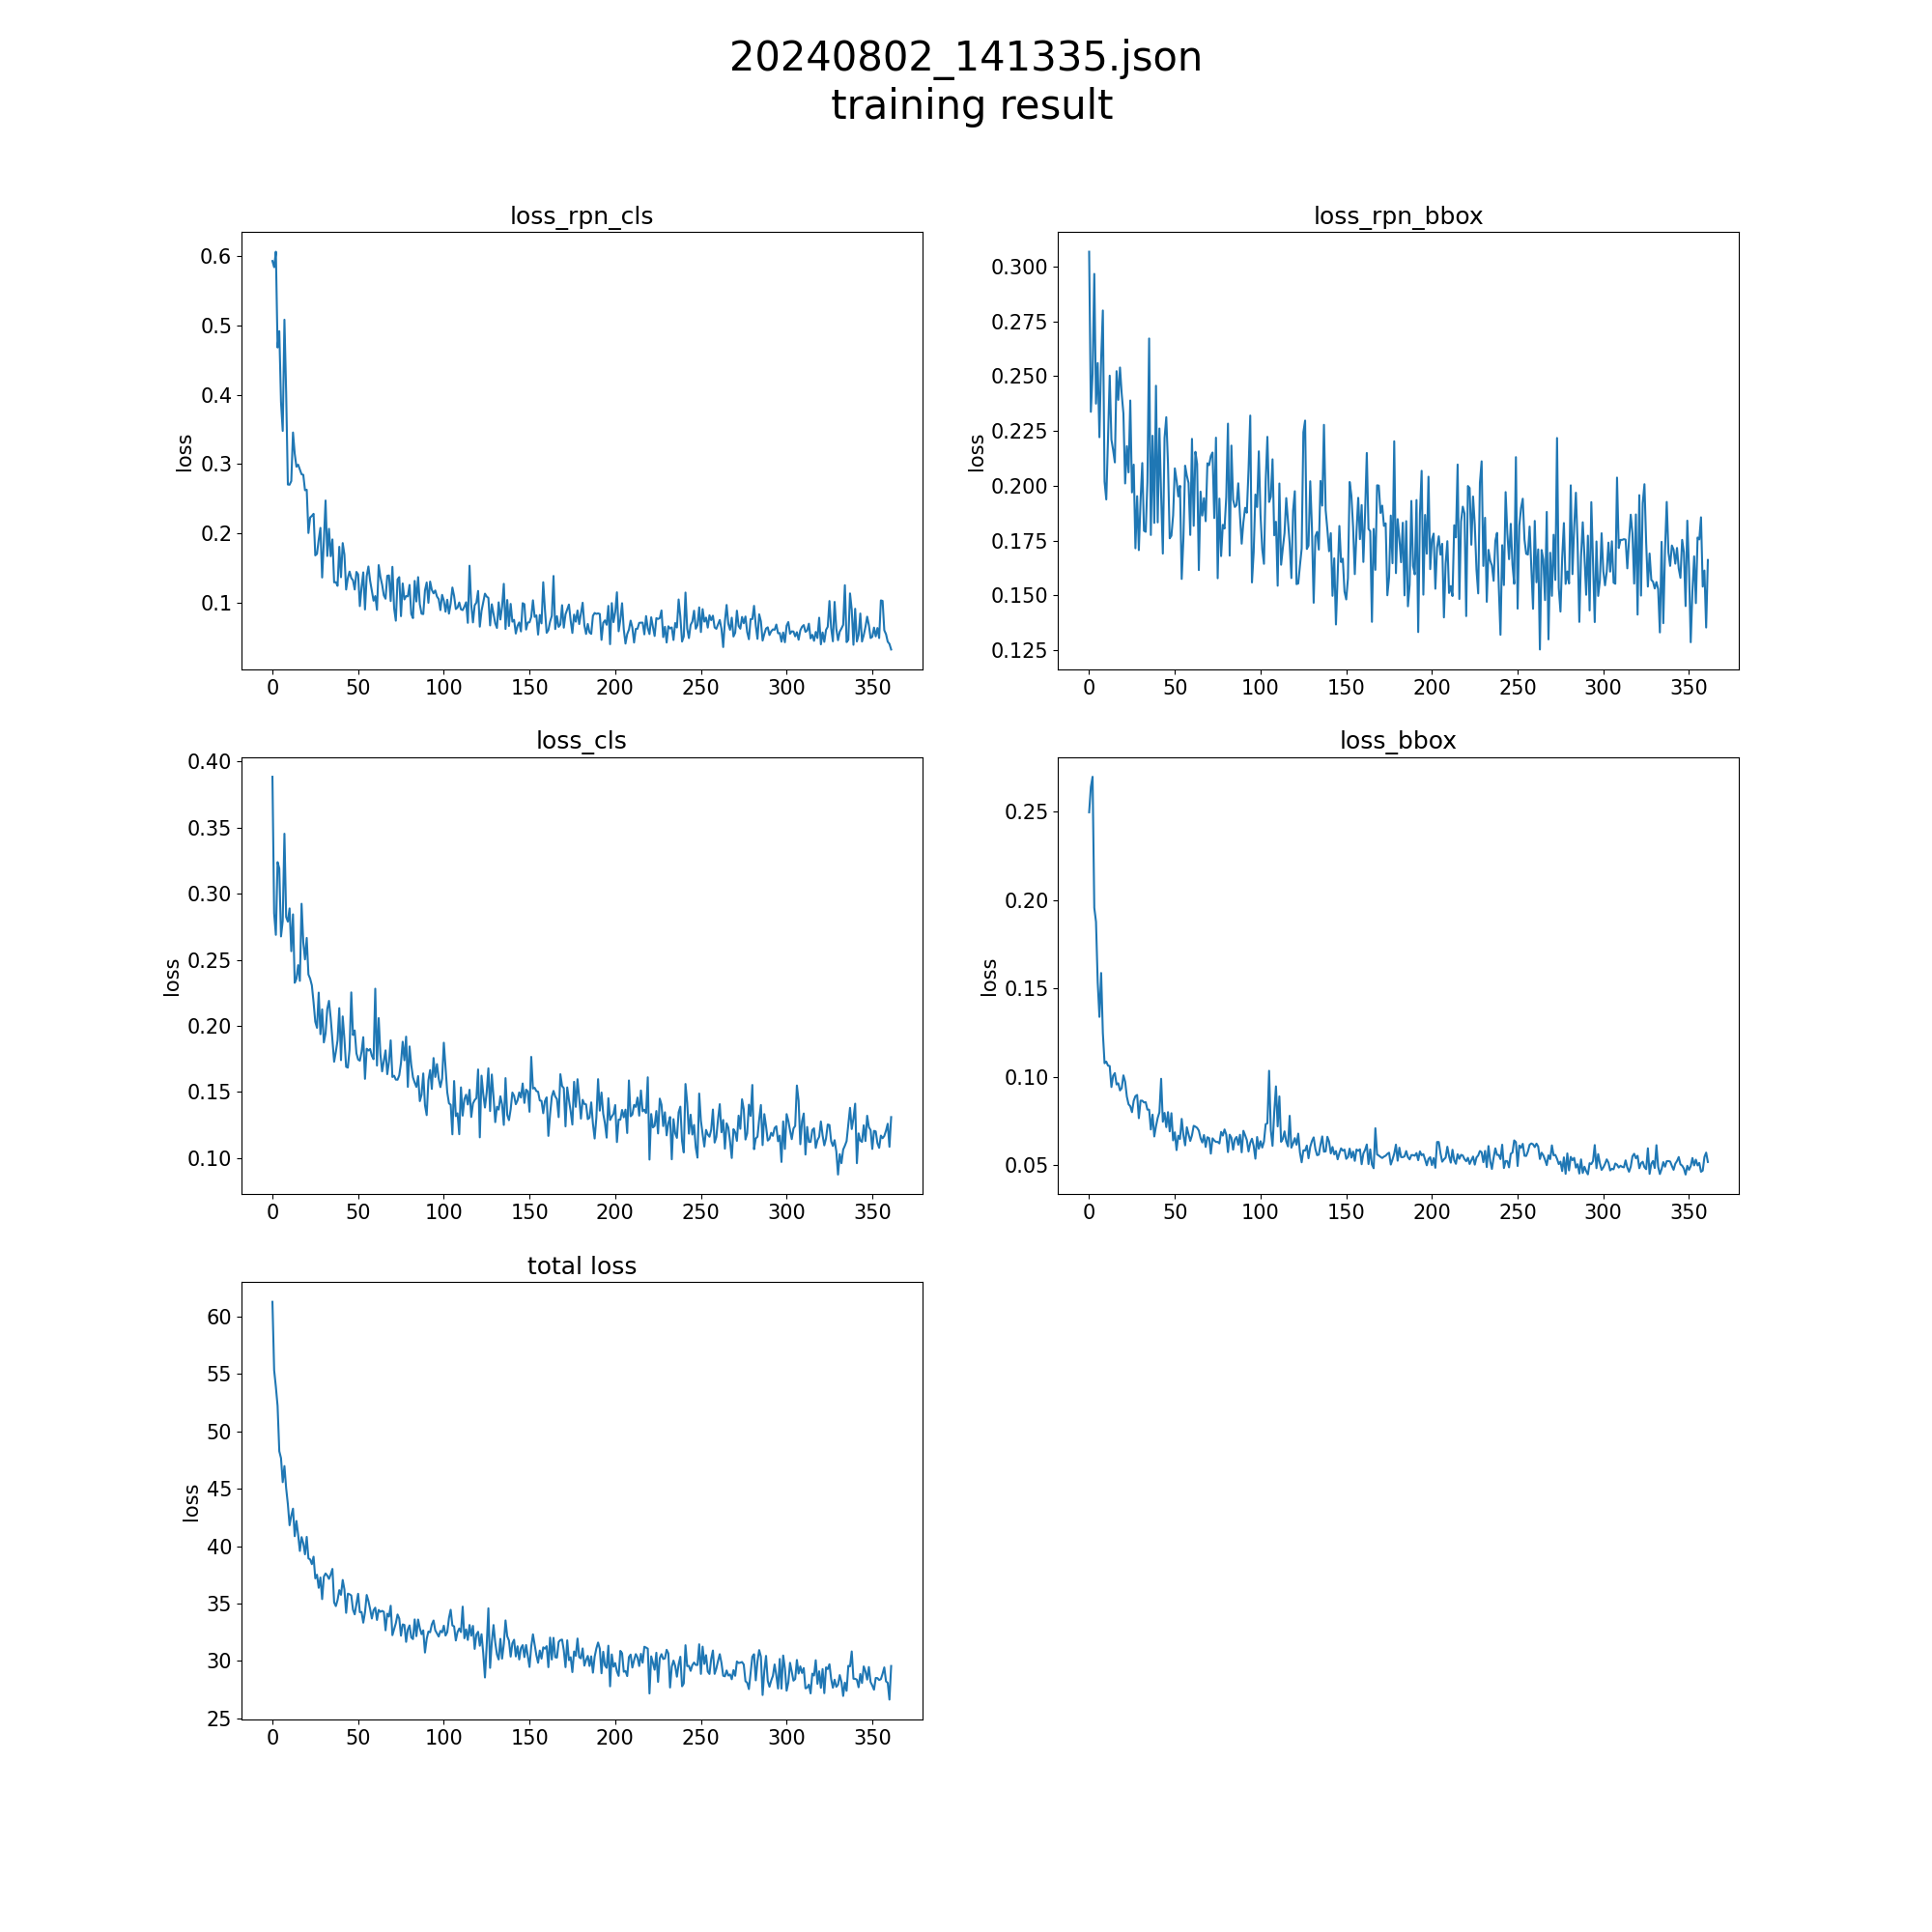 20240802_141335.json
training result
loss_rpn_cls
loss
0.6
0.5
0.4
0.3
0.2
0.1
0 50 100 150 200 250 300 350
loss_rpn_bbox
loss
0.300
0.275
0.250
0.225
0.200
0.175
0.150
0.125
0 50 100 150 200 250 300 350
loss_cls
loss
0.40
0.35
0.30
0.25
0.20
0.15
0.10
0 50 100 150 200 250 300 350
loss_bbox
loss
0.25
0.20
0.15
0.10
0.05
0 50 100 150 200 250 300 350
total loss
loss
60
55
50
45
40
35
30
25
0 50 100 150 200 250 300 350